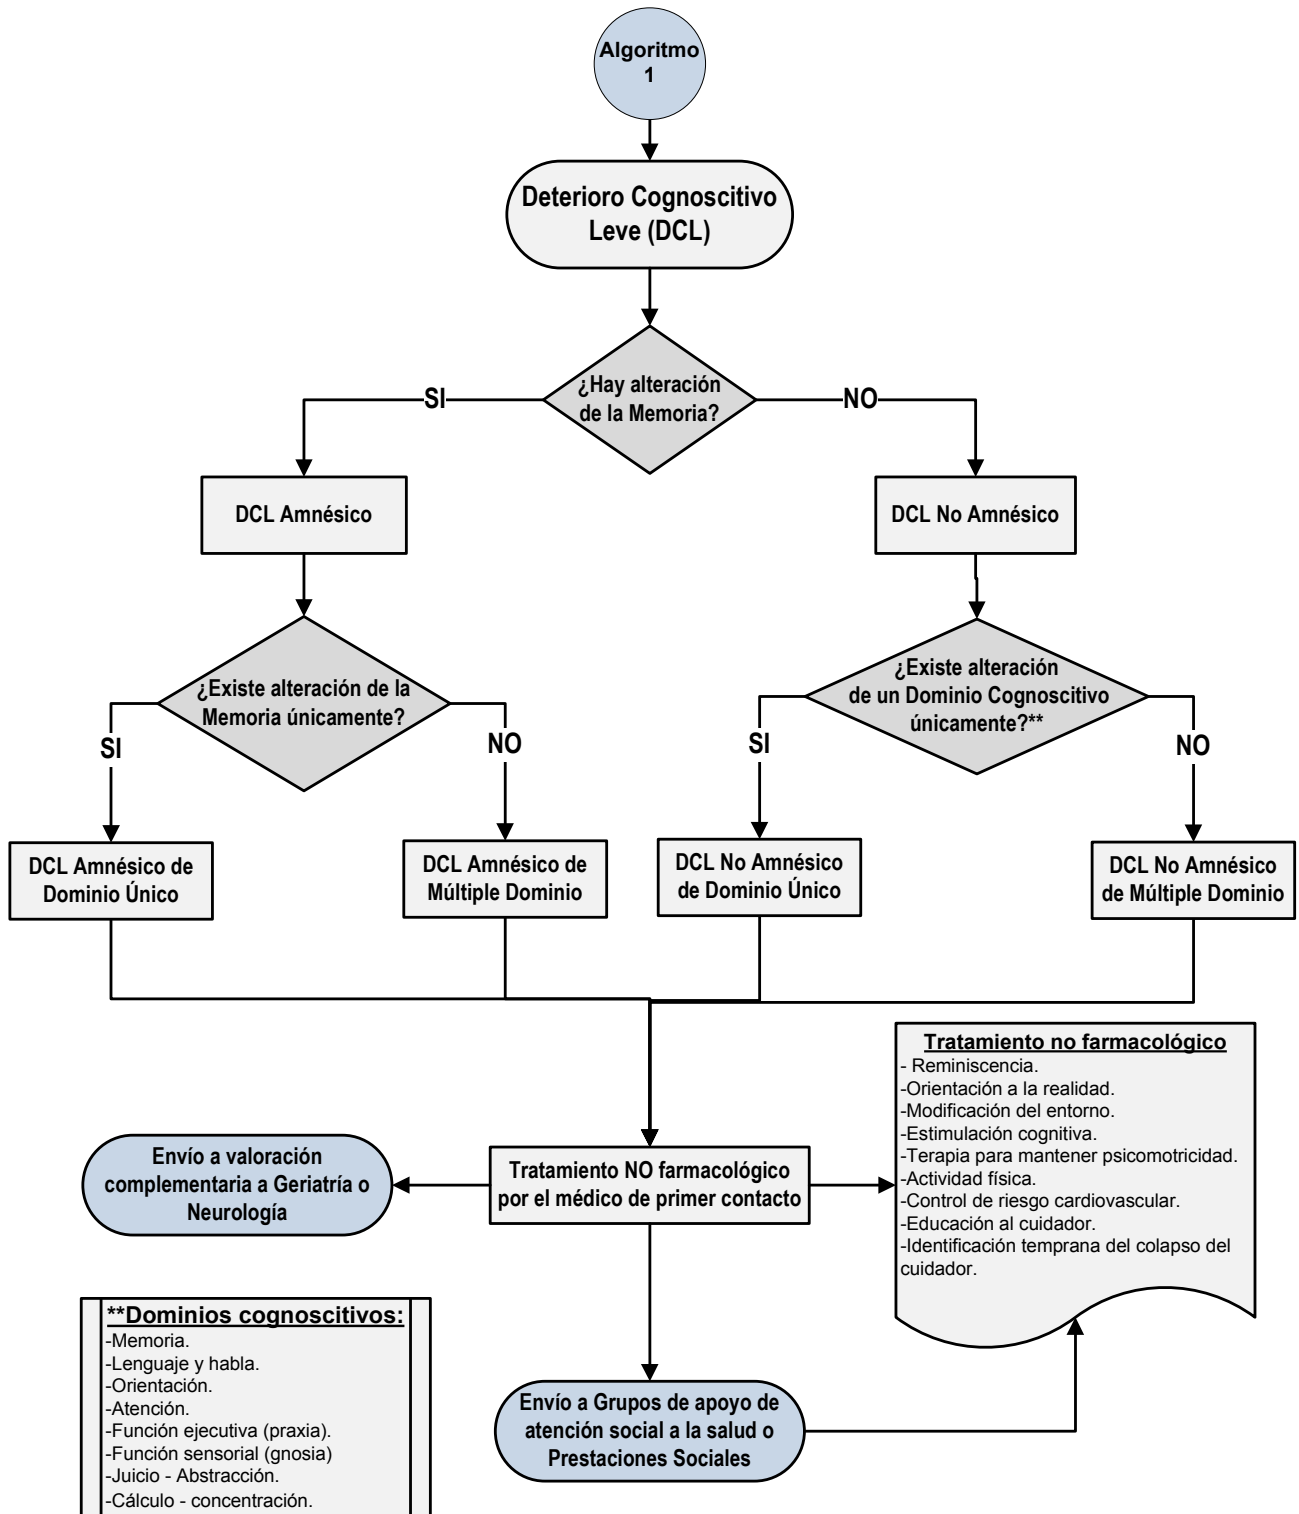 Algoritmo
1
Deterioro Cognoscitivo
Leve (DCL)
¿Hay alteración
de la Memoria?
SI
NO
DCL Amnésico
DCL No Amnésico
¿Existe alteración de la
Memoria únicamente?
¿Existe alteración
de un Dominio Cognoscitivo
únicamente?**
SI
NO
SI
NO
DCL Amnésico de
Dominio Único
DCL Amnésico de
Múltiple Dominio
DCL No Amnésico
de Dominio Único
DCL No Amnésico
de Múltiple Dominio
Tratamiento no farmacológico
- Reminiscencia.
-Orientación a la realidad.
-Modificación del entorno.
-Estimulación cognitiva.
-Terapia para mantener psicomotricidad.
-Actividad física.
-Control de riesgo cardiovascular.
-Educación al cuidador.
-Identificación temprana del colapso del
cuidador.
Envío a valoración
complementaria a Geriatría o
Neurología
Tratamiento NO farmacológico
por el médico de primer contacto
**Dominios cognoscitivos:
-Memoria.
-Lenguaje y habla.
-Orientación.
-Atención.
-Función ejecutiva (praxia).
-Función sensorial (gnosia)
-Juicio - Abstracción.
-Cálculo - concentración.
Envío a Grupos de apoyo de
atención social a la salud o
Prestaciones Sociales